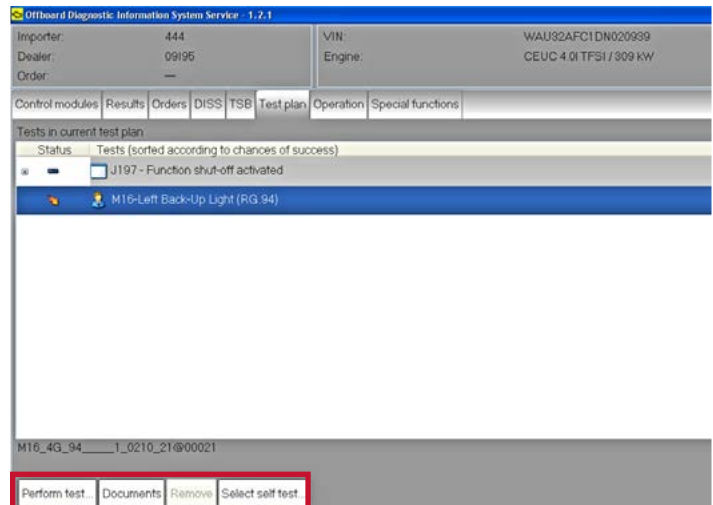 Offboard Diagnostic Information System Service - 1.2.1
Importer: 444 VIN: WAU32AFC1DN020939
Dealer: 09195 Engine: CEUC 4.0l TFSI / 309 kW
Order: —
Control modules Results Orders DISS TSB Test plan Operation Special functions
Tests in current test plan
Status Tests (sorted according to chances of success)
J197 - Function shut-off activated
M16-Left Back-Up Light (RG.94)
M16_4G_94_____1_0210_21@00021
Perform test... Documents Remove Select self test...